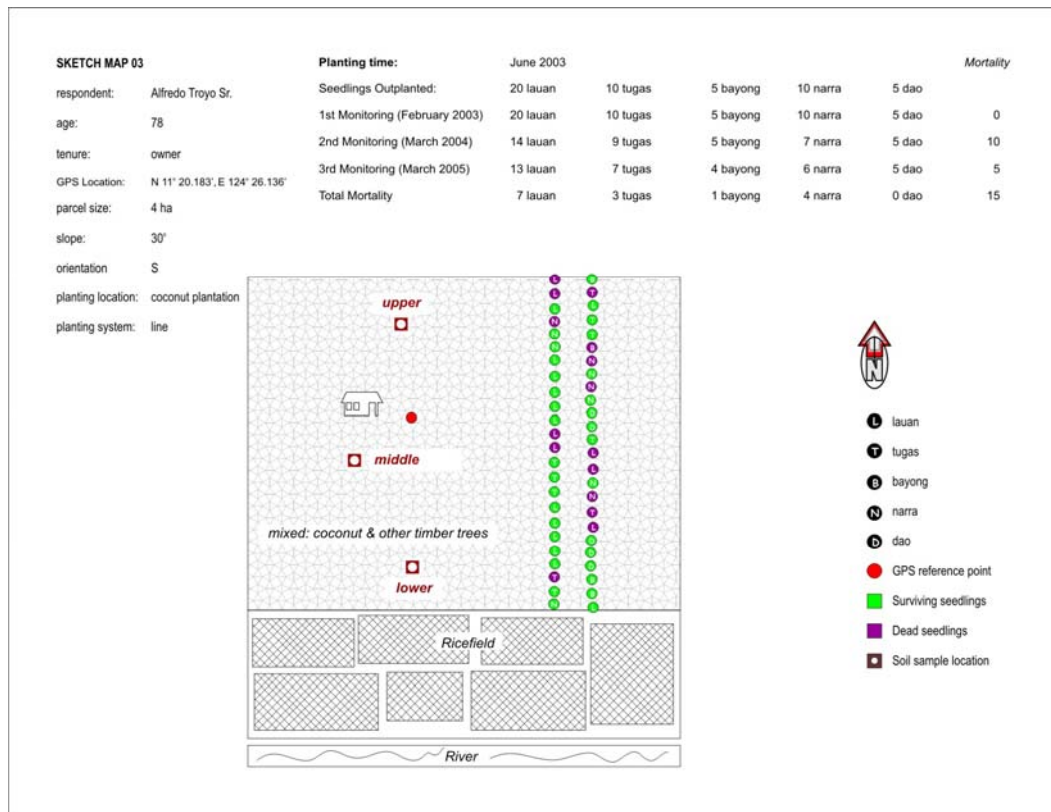 SKETCH MAP 03
respondent: Alfredo Troyo Sr.
age: 78
tenure: owner
GPS Location: N 11° 20.183', E 124° 26.136'
parcel size: 4 ha
slope: 30°
orientation S
planting location: coconut plantation
planting system: line
Planting time: June 2003 Mortality
Seedlings Outplanted: 20 lauan 10 tugas 5 bayong 10 narra 5 dao
1st Monitoring (February 2003) 20 lauan 10 tugas 5 bayong 10 narra 5 dao 0
2nd Monitoring (March 2004) 14 lauan 9 tugas 5 bayong 7 narra 5 dao 10
3rd Monitoring (March 2005) 13 lauan 7 tugas 4 bayong 6 narra 5 dao 5
Total Mortality 7 lauan 3 tugas 1 bayong 4 narra 0 dao 15
upper
middle
mixed: coconut & other timber trees
lower
Ricefield
River
N
L lauan
T tugas
B bayong
N narra
D dao
GPS reference point
Surviving seedlings
Dead seedlings
Soil sample location